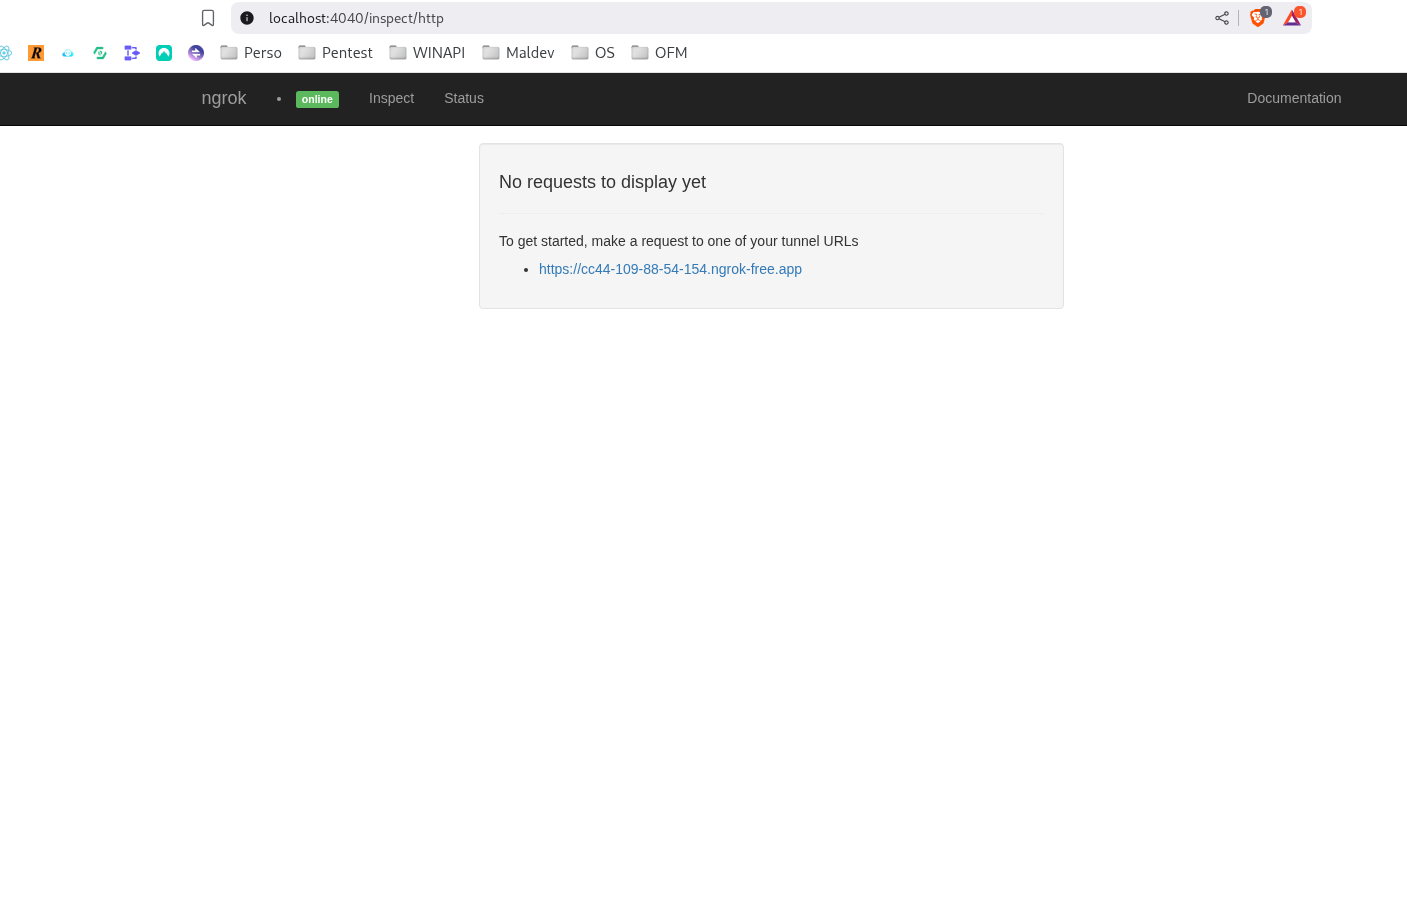 localhost:4040/inspect/http
1
1
R
Perso Pentest WINAPI Maldev OS OFM
ngrok • online Inspect Status Documentation
No requests to display yet
To get started, make a request to one of your tunnel URLs
• https://cc44-109-88-54-154.ngrok-free.app